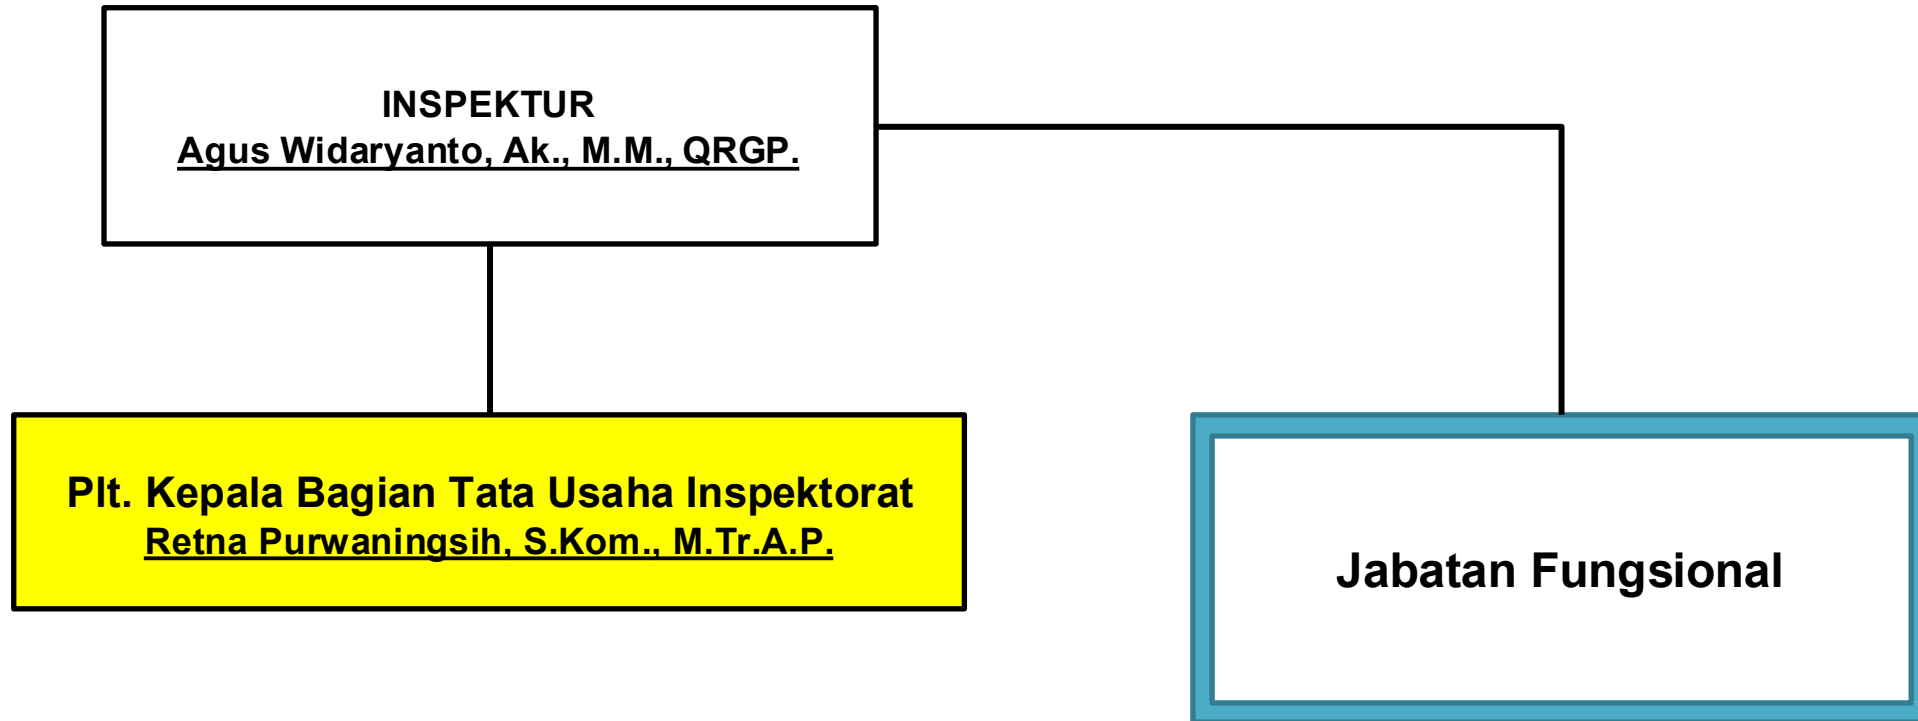 INSPEKTUR
Agus Widaryanto, Ak., M.M., QRGP.
Plt. Kepala Bagian Tata Usaha Inspektorat
Retna Purwaningsih, S.Kom., M.Tr.A.P.
Jabatan Fungsional